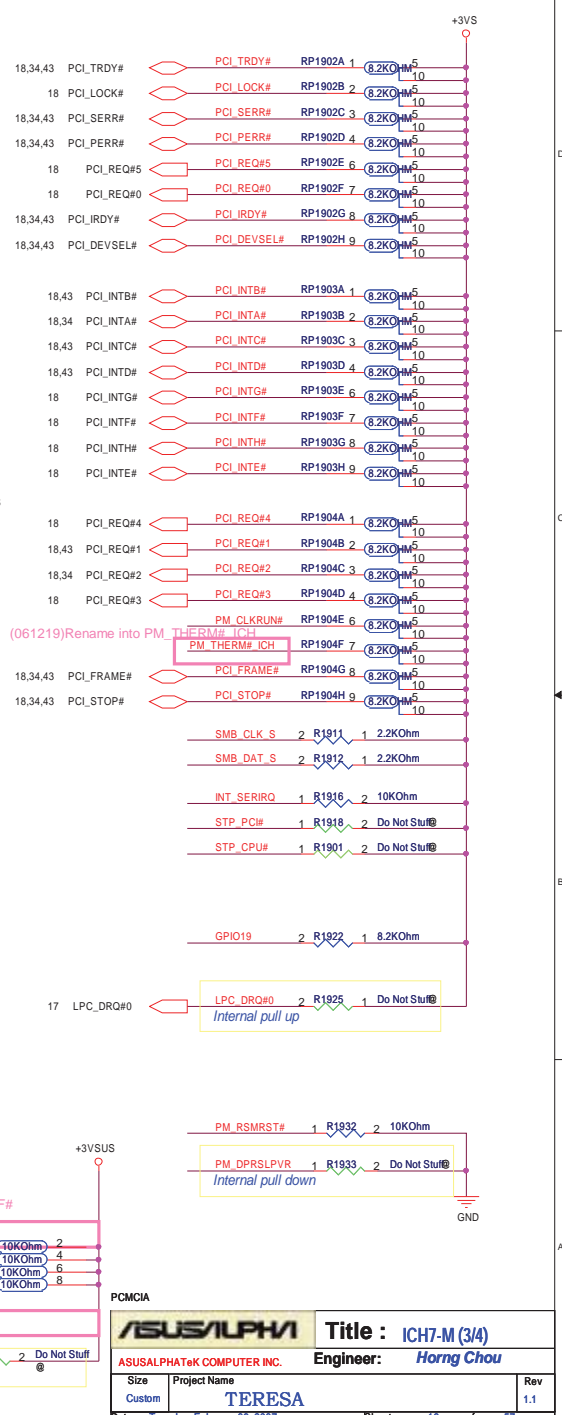 +3VS
18,34,43 PCI_TRDY# PCI_TRDY# RP1902A 1 8.2KOHM 5 10
18 PCI_LOCK# PCI_LOCK# RP1902B 2 8.2KOHM 5 10
18,34,43 PCI_SERR# PCI_SERR# RP1902C 3 8.2KOHM 5 10
18,34,43 PCI_PERR# PCI_PERR# RP1902D 4 8.2KOHM 5 10
18 PCI_REQ#5 PCI_REQ#5 RP1902E 6 8.2KOHM 5 10
18 PCI_REQ#0 PCI_REQ#0 RP1902F 7 8.2KOHM 5 10
18,34,43 PCI_IRDY# PCI_IRDY# RP1902G 8 8.2KOHM 5 10
18,34,43 PCI_DEVSEL# PCI_DEVSEL# RP1902H 9 8.2KOHM 5 10
D
18,43 PCI_INTB# PCI_INTB# RP1903A 1 8.2KOHM 5 10
18,34 PCI_INTA# PCI_INTA# RP1903B 2 8.2KOHM 5 10
18,43 PCI_INTC# PCI_INTC# RP1903C 3 8.2KOHM 5 10
18,43 PCI_INTD# PCI_INTD# RP1903D 4 8.2KOHM 5 10
18 PCI_INTG# PCI_INTG# RP1903E 6 8.2KOHM 5 10
18 PCI_INTF# PCI_INTF# RP1903F 7 8.2KOHM 5 10
18 PCI_INTH# PCI_INTH# RP1903G 8 8.2KOHM 5 10
18 PCI_INTE# PCI_INTE# RP1903H 9 8.2KOHM 5 10
18 PCI_REQ#4 PCI_REQ#4 RP1904A 1 8.2KOHM 5 10
C
18,43 PCI_REQ#1 PCI_REQ#1 RP1904B 2 8.2KOHM 5 10
18,34 PCI_REQ#2 PCI_REQ#2 RP1904C 3 8.2KOHM 5 10
18 PCI_REQ#3 PCI_REQ#3 RP1904D 4 8.2KOHM 5 10
PM_CLKRUN# RP1904E 6 8.2KOHM 5 10
(061219)Rename into PM_THERM#_ICH
PM_THERM#_ICH RP1904F 7 8.2KOHM 5 10
18,34,43 PCI_FRAME# PCI_FRAME# RP1904G 8 8.2KOHM 5 10
18,34,43 PCI_STOP# PCI_STOP# RP1904H 9 8.2KOHM 5 10
SMB_CLK_S 2 R1911 1 2.2KOhm
SMB_DAT_S 2 R1912 1 2.2KOhm
INT_SERIRQ 1 R1916 2 10KOhm
STP_PCI# 1 R1918 2 Do Not Stuff@
STP_CPU# 1 R1901 2 Do Not Stuff@
B
GPIO19 2 R1922 1 8.2KOhm
17 LPC_DRQ#0 LPC_DRQ#0 2 R1925 1 Do Not Stuff@
Internal pull up
PM_RSMRST# 1 R1932 2 10KOhm
PM_DPRSLPVR 1 R1933 2 Do Not Stuff@
Internal pull down
GND
+3VSUS
F#
10KOhm 2
10KOhm 4
10KOhm 6
10KOhm 8
A
2 Do Not Stuff
@
PCMCIA
ASUSALPHA
Title : ICH7-M (3/4)
ASUSALPHATeK COMPUTER INC. Engineer: Horng Chou
Size Project Name Rev
Custom TERESA 1.1